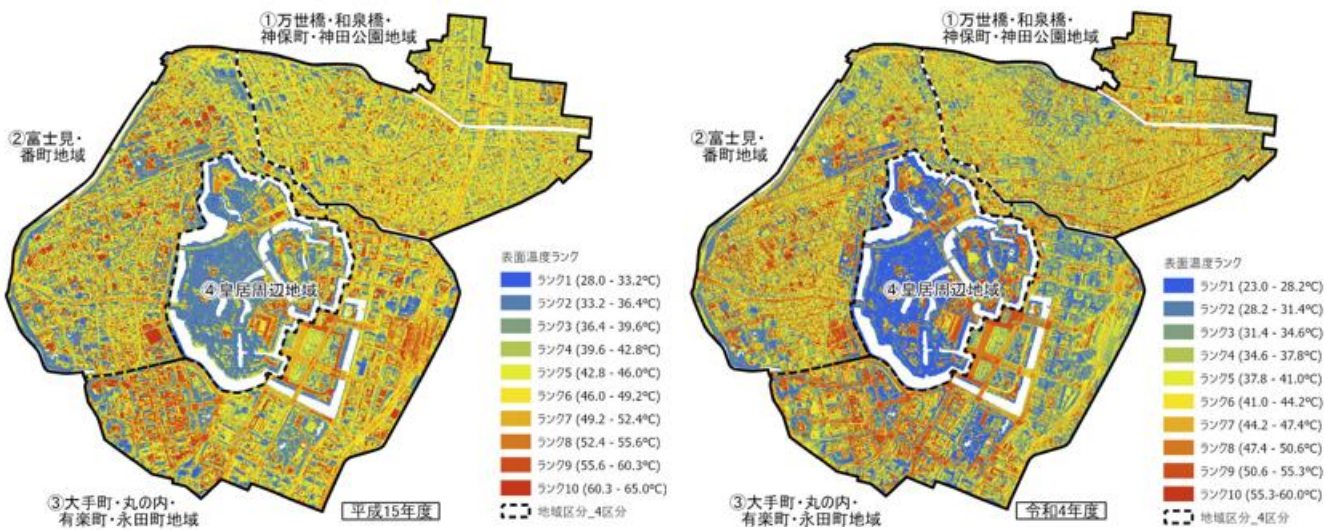 ①万世橋・和泉橋・
神保町・神田公園地域
②富士見・
番町地域
④皇居周辺地域
③大手町・丸の内・
有楽町・永田町地域
平成15年度
表面温度ランク
ランク1 (28.0 - 33.2℃)
ランク2 (33.2 - 36.4℃)
ランク3 (36.4 - 39.6℃)
ランク4 (39.6 - 42.8℃)
ランク5 (42.8 - 46.0℃)
ランク6 (46.0 - 49.2℃)
ランク7 (49.2 - 52.4℃)
ランク8 (52.4 - 55.6℃)
ランク9 (55.6 - 60.3℃)
ランク10 (60.3 - 65.0℃)
地域区分_4区分
①万世橋・和泉橋・
神保町・神田公園地域
②富士見・
番町地域
④皇居周辺地域
③大手町・丸の内・
有楽町・永田町地域
令和4年度
表面温度ランク
ランク1 (23.0 - 28.2℃)
ランク2 (28.2 - 31.4℃)
ランク3 (31.4 - 34.6℃)
ランク4 (34.6 - 37.8℃)
ランク5 (37.8 - 41.0℃)
ランク6 (41.0 - 44.2℃)
ランク7 (44.2 - 47.4℃)
ランク8 (47.4 - 50.6℃)
ランク9 (50.6 - 55.3℃)
ランク10 (55.3-60.0℃)
地域区分_4区分